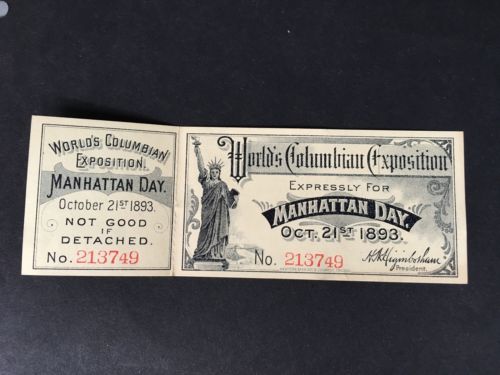 WORLD'S COLUMBIAN
EXPOSITION
MANHATTAN DAY.
October 21ST 1893.
NOT GOOD
IF
DETACHED.
No. 213749
World's Columbian Exposition
EXPRESSLY FOR
MANHATTAN DAY.
OCT. 21ST 1893.
No. 213749
H.N. Higinbotham
President.